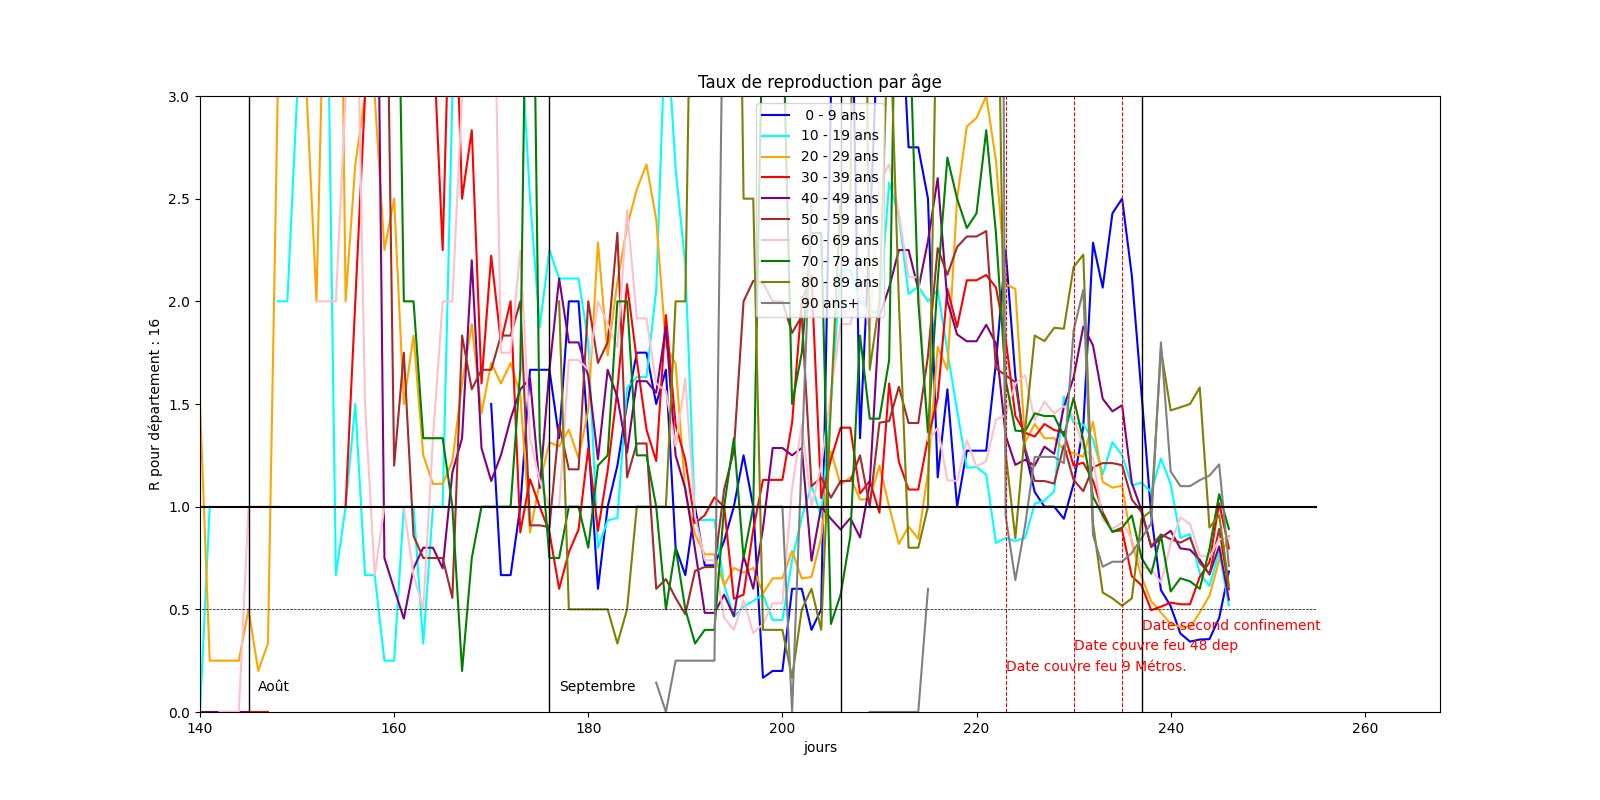 Taux de reproduction par âge
3.0
2.5
2.0
1.5
1.0
0.5
0.0
R pour département : 16
0 - 9 ans
10 - 19 ans
20 - 29 ans
30 - 39 ans
40 - 49 ans
50 - 59 ans
60 - 69 ans
70 - 79 ans
80 - 89 ans
90 ans+
Date second confinement
Date couvre feu 48 dep
Date couvre feu 9 Métros.
Août
Septembre
140
160
180
200
220
240
260
jours